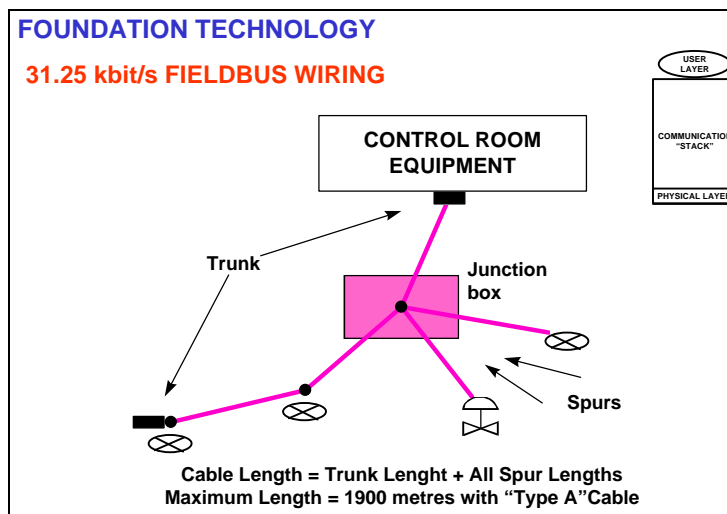 FOUNDATION TECHNOLOGY
31.25 kbit/s FIELDBUS WIRING
USER
LAYER
COMMUNICATION
“STACK”
PHYSICAL LAYER
CONTROL ROOM
EQUIPMENT
Trunk
Junction
box
Spurs
Cable Length = Trunk Lenght + All Spur Lengths
Maximum Length = 1900 metres with “Type A”Cable